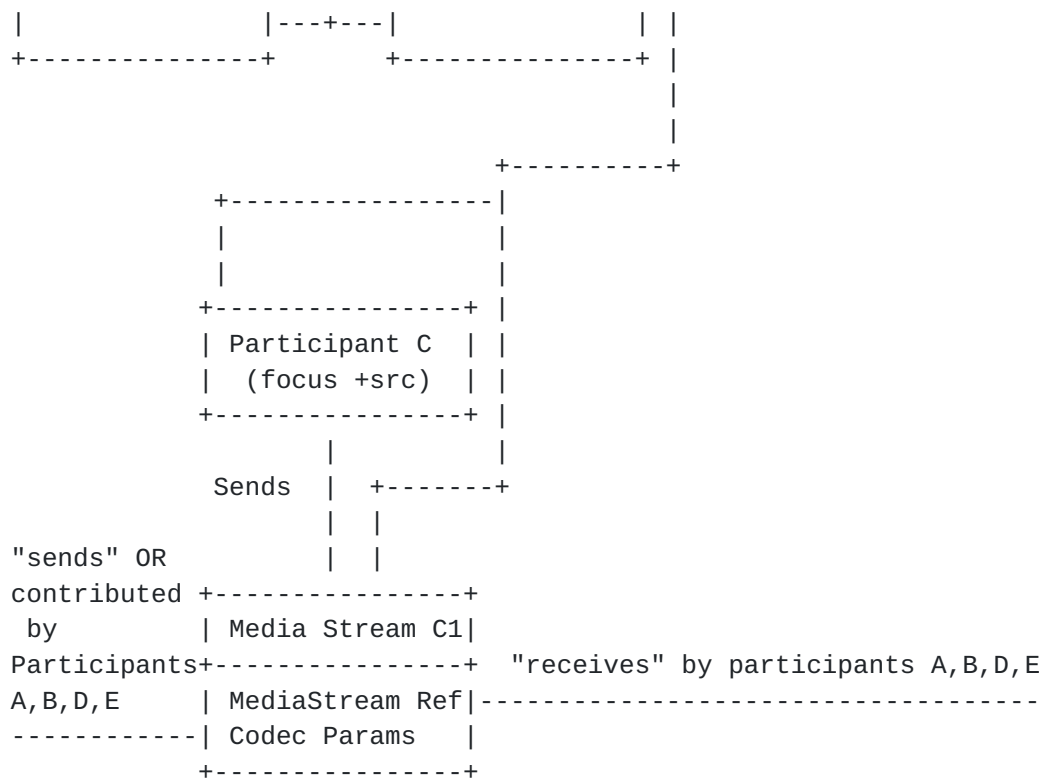 |                |---+---|                | |
+---------------+       +---------------+ |
                                          |
                                          |
                               +----------+
             +-----------------|
             |                 |
             |                 |
            +----------------+ |
            | Participant C  | |
            |  (focus +src)  | |
            +----------------+ |
                    |          |
             Sends  |  +-------+
                    |  |
"sends" OR          |  |
contributed +----------------+
 by         | Media Stream C1|
Participants+----------------+  "receives" by participants A,B,D,E
A,B,D,E     | MediaStream Ref|------------------------------------
------------| Codec Params   |
            +----------------+